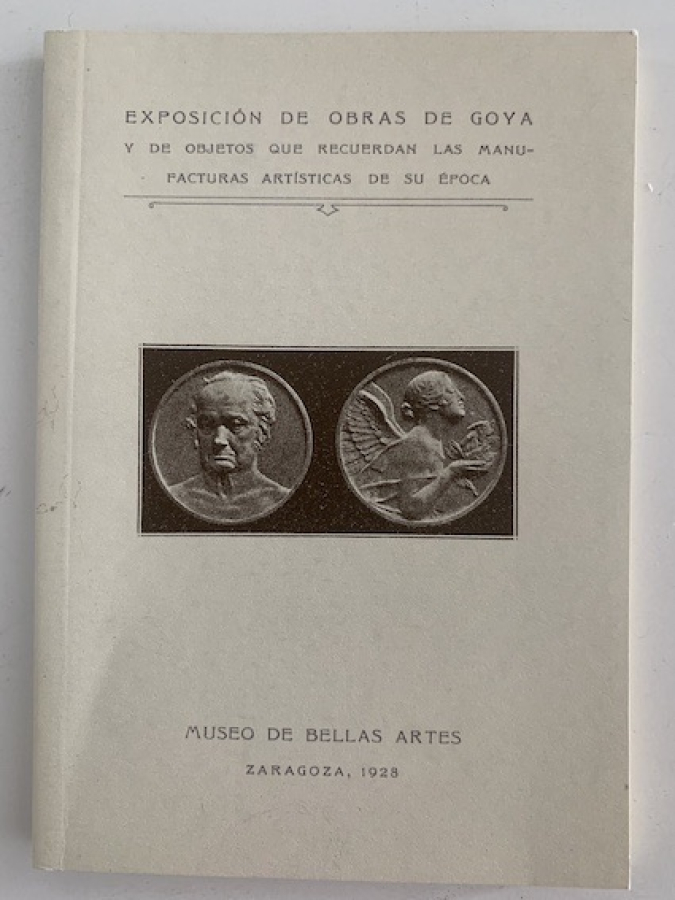 EXPOSICIÓN DE OBRAS DE GOYA
Y DE OBJETOS QUE RECUERDAN LAS MANU-
FACTURAS ARTÍSTICAS DE SU ÉPOCA
MUSEO DE BELLAS ARTES
ZARAGOZA, 1928